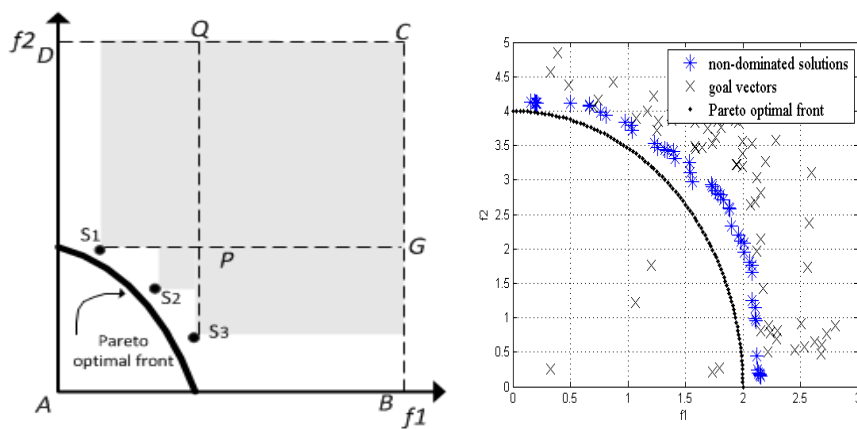 f2
D
Q
C
S1
P
G
S2
S3
Pareto
optimal front
A
B
f1
non-dominated solutions
goal vectors
Pareto optimal front
5
4.5
4
3.5
3
2.5
2
1.5
1
0.5
0
f2
0
0.5
1
1.5
2
2.5
3
f1